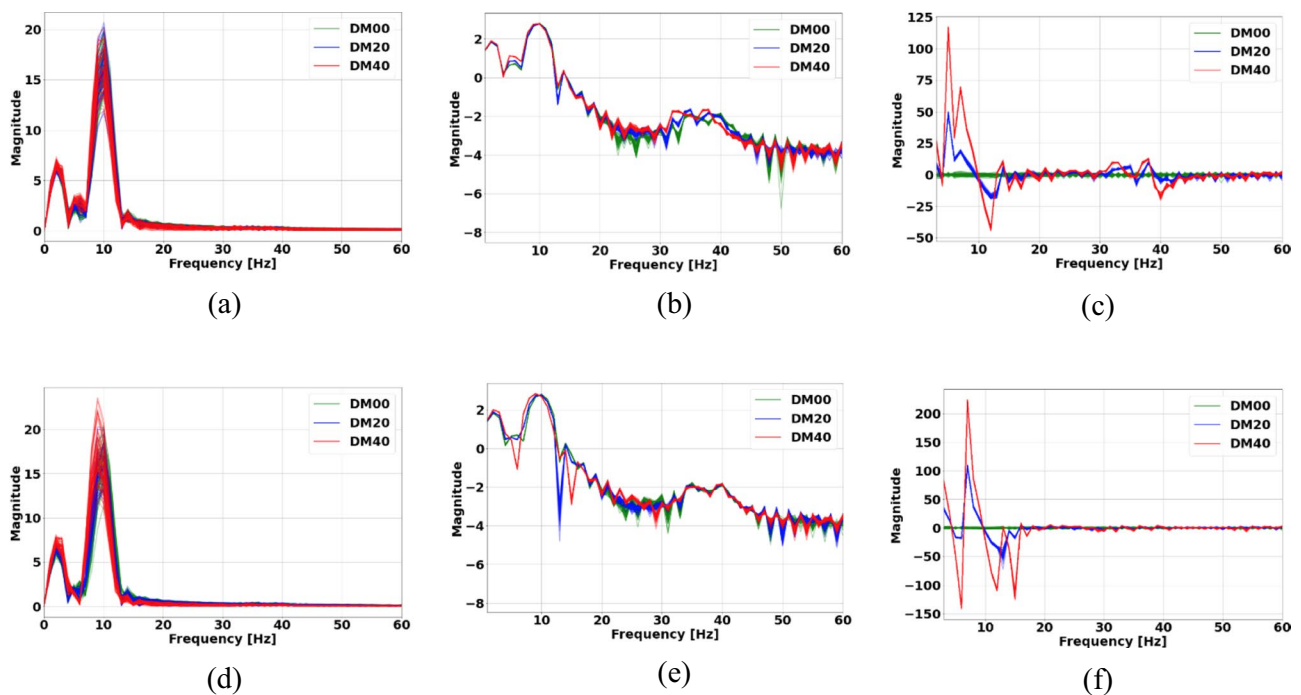 20
15
10
5
0
Magnitude
DM00
DM20
DM40
0 10 20 30 40 50 60
Frequency [Hz]
(a)
2
0
−2
−4
−6
−8
Magnitude
DM00
DM20
DM40
10 20 30 40 50 60
Frequency [Hz]
(b)
125
100
75
50
25
0
−25
−50
Magnitude
DM00
DM20
DM40
10 20 30 40 50 60
Frequency [Hz]
(c)
20
15
10
5
0
Magnitude
DM00
DM20
DM40
0 10 20 30 40 50 60
Frequency [Hz]
(d)
2
0
−2
−4
−6
−8
Magnitude
DM00
DM20
DM40
10 20 30 40 50 60
Frequency [Hz]
(e)
200
150
100
50
0
−50
−100
−150
Magnitude
DM00
DM20
DM40
10 20 30 40 50 60
Frequency [Hz]
(f)